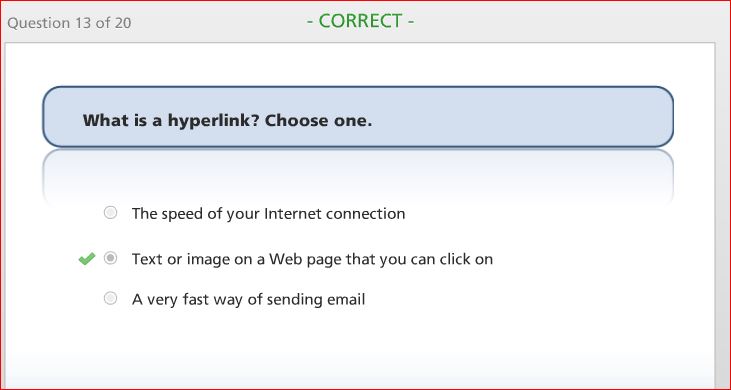 Question 13 of 20
- CORRECT -
What is a hyperlink? Choose one.
The speed of your Internet connection
Text or image on a Web page that you can click on
A very fast way of sending email